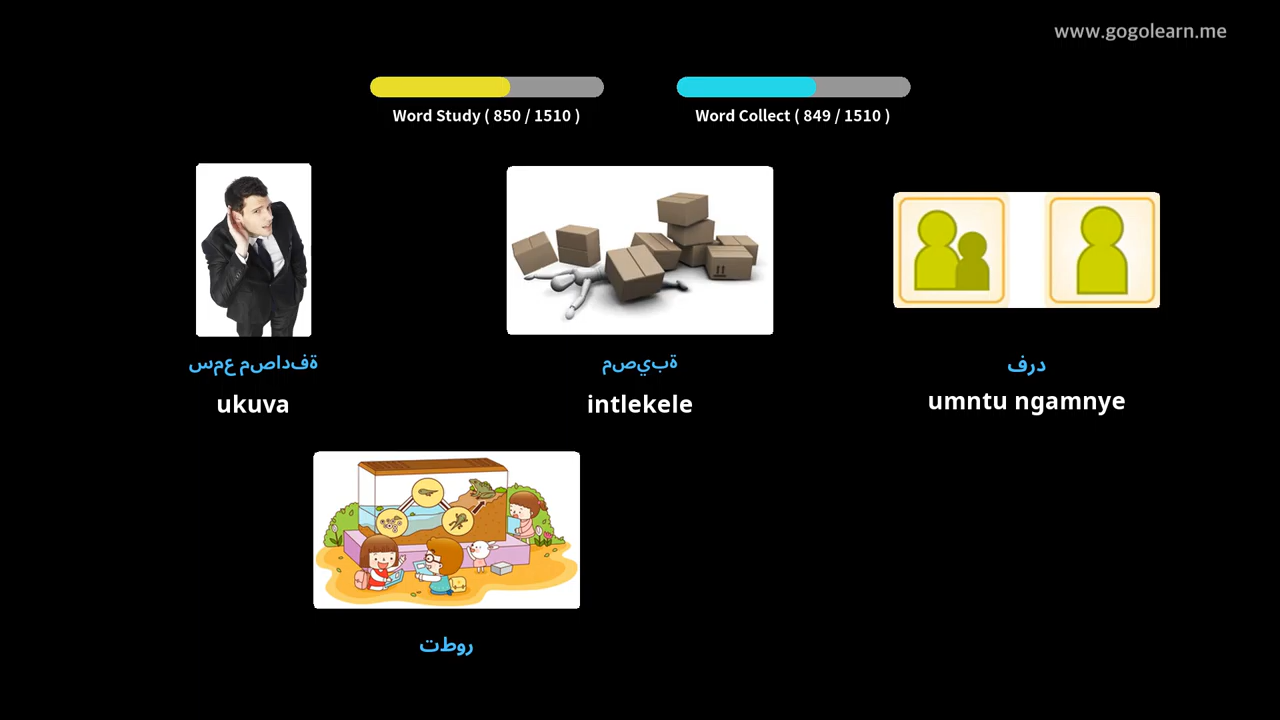 www.gogolearn.me
Word Study ( 850 / 1510 )
Word Collect ( 849 / 1510 )
سمع مصادفة
مصيبة
فرد
ukuva
intlekele
umntu ngamnye
تطور